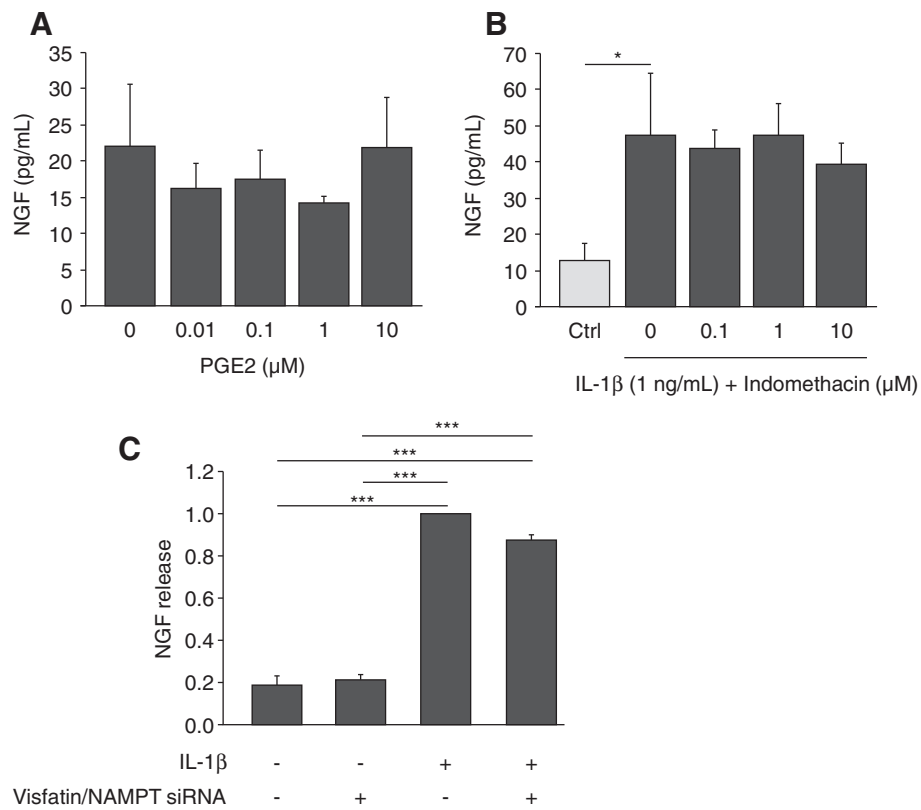 A
35
30
25
20
15
10
5
0
NGF (pg/mL)
0 0.01 0.1 1 10
PGE2 (µM)
B
70
60
50
40
30
20
10
0
NGF (pg/mL)
*
Ctrl 0 0.1 1 10
IL-1β (1 ng/mL) + Indomethacin (µM)
C
***
***
***
***
1.2
1.0
0.8
0.6
0.4
0.2
0.0
NGF release
IL-1β - - + +
Visfatin/NAMPT siRNA - + - +